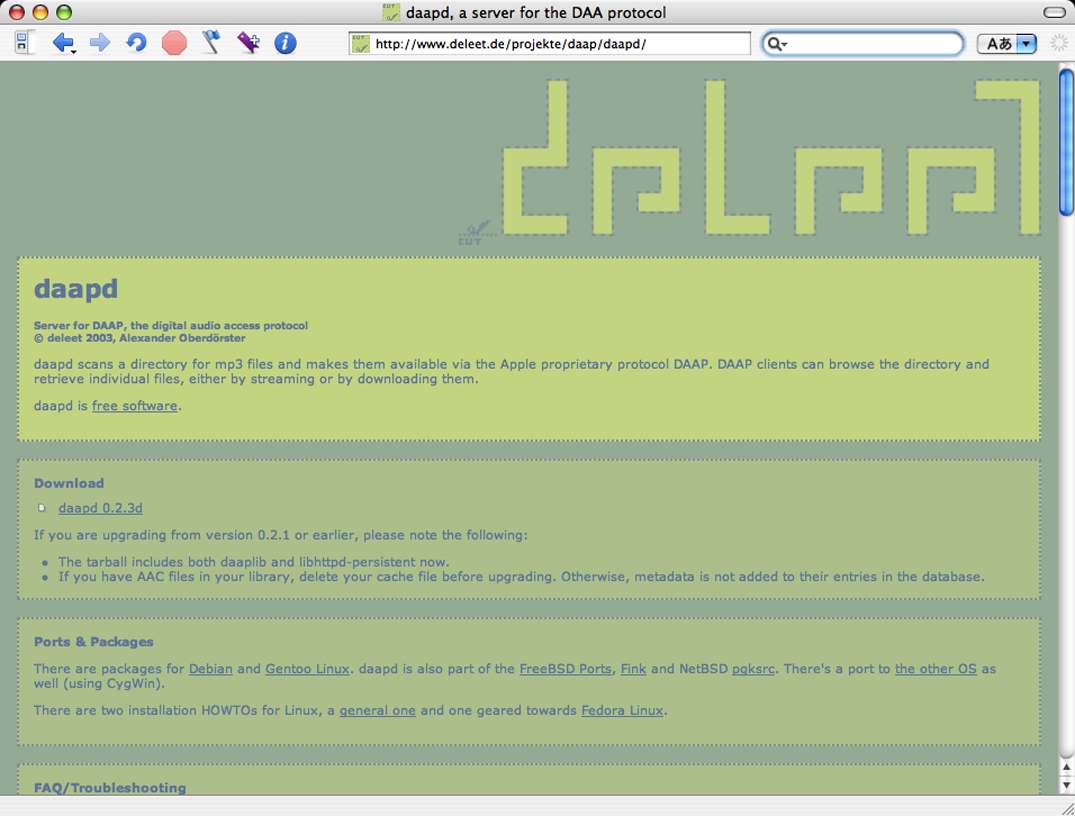 daapd, a server for the DAA protocol
http://www.deleet.de/projekte/daap/daapd/
Aあ
deleet
CUT
daapd
Server for DAAP, the digital audio access protocol
© deleet 2003, Alexander Oberdörster
daapd scans a directory for mp3 files and makes them available via the Apple proprietary protocol DAAP. DAAP clients can browse the directory and
retrieve individual files, either by streaming or by downloading them.
daapd is free software.
Download
daapd 0.2.3d
If you are upgrading from version 0.2.1 or earlier, please note the following:
The tarball includes both daaplib and libhttpd-persistent now.
If you have AAC files in your library, delete your cache file before upgrading. Otherwise, metadata is not added to their entries in the database.
Ports & Packages
There are packages for Debian and Gentoo Linux. daapd is also part of the FreeBSD Ports, Fink and NetBSD pgksrc. There's a port to the other OS as
well (using CygWin).
There are two installation HOWTOs for Linux, a general one and one geared towards Fedora Linux.
FAQ/Troubleshooting